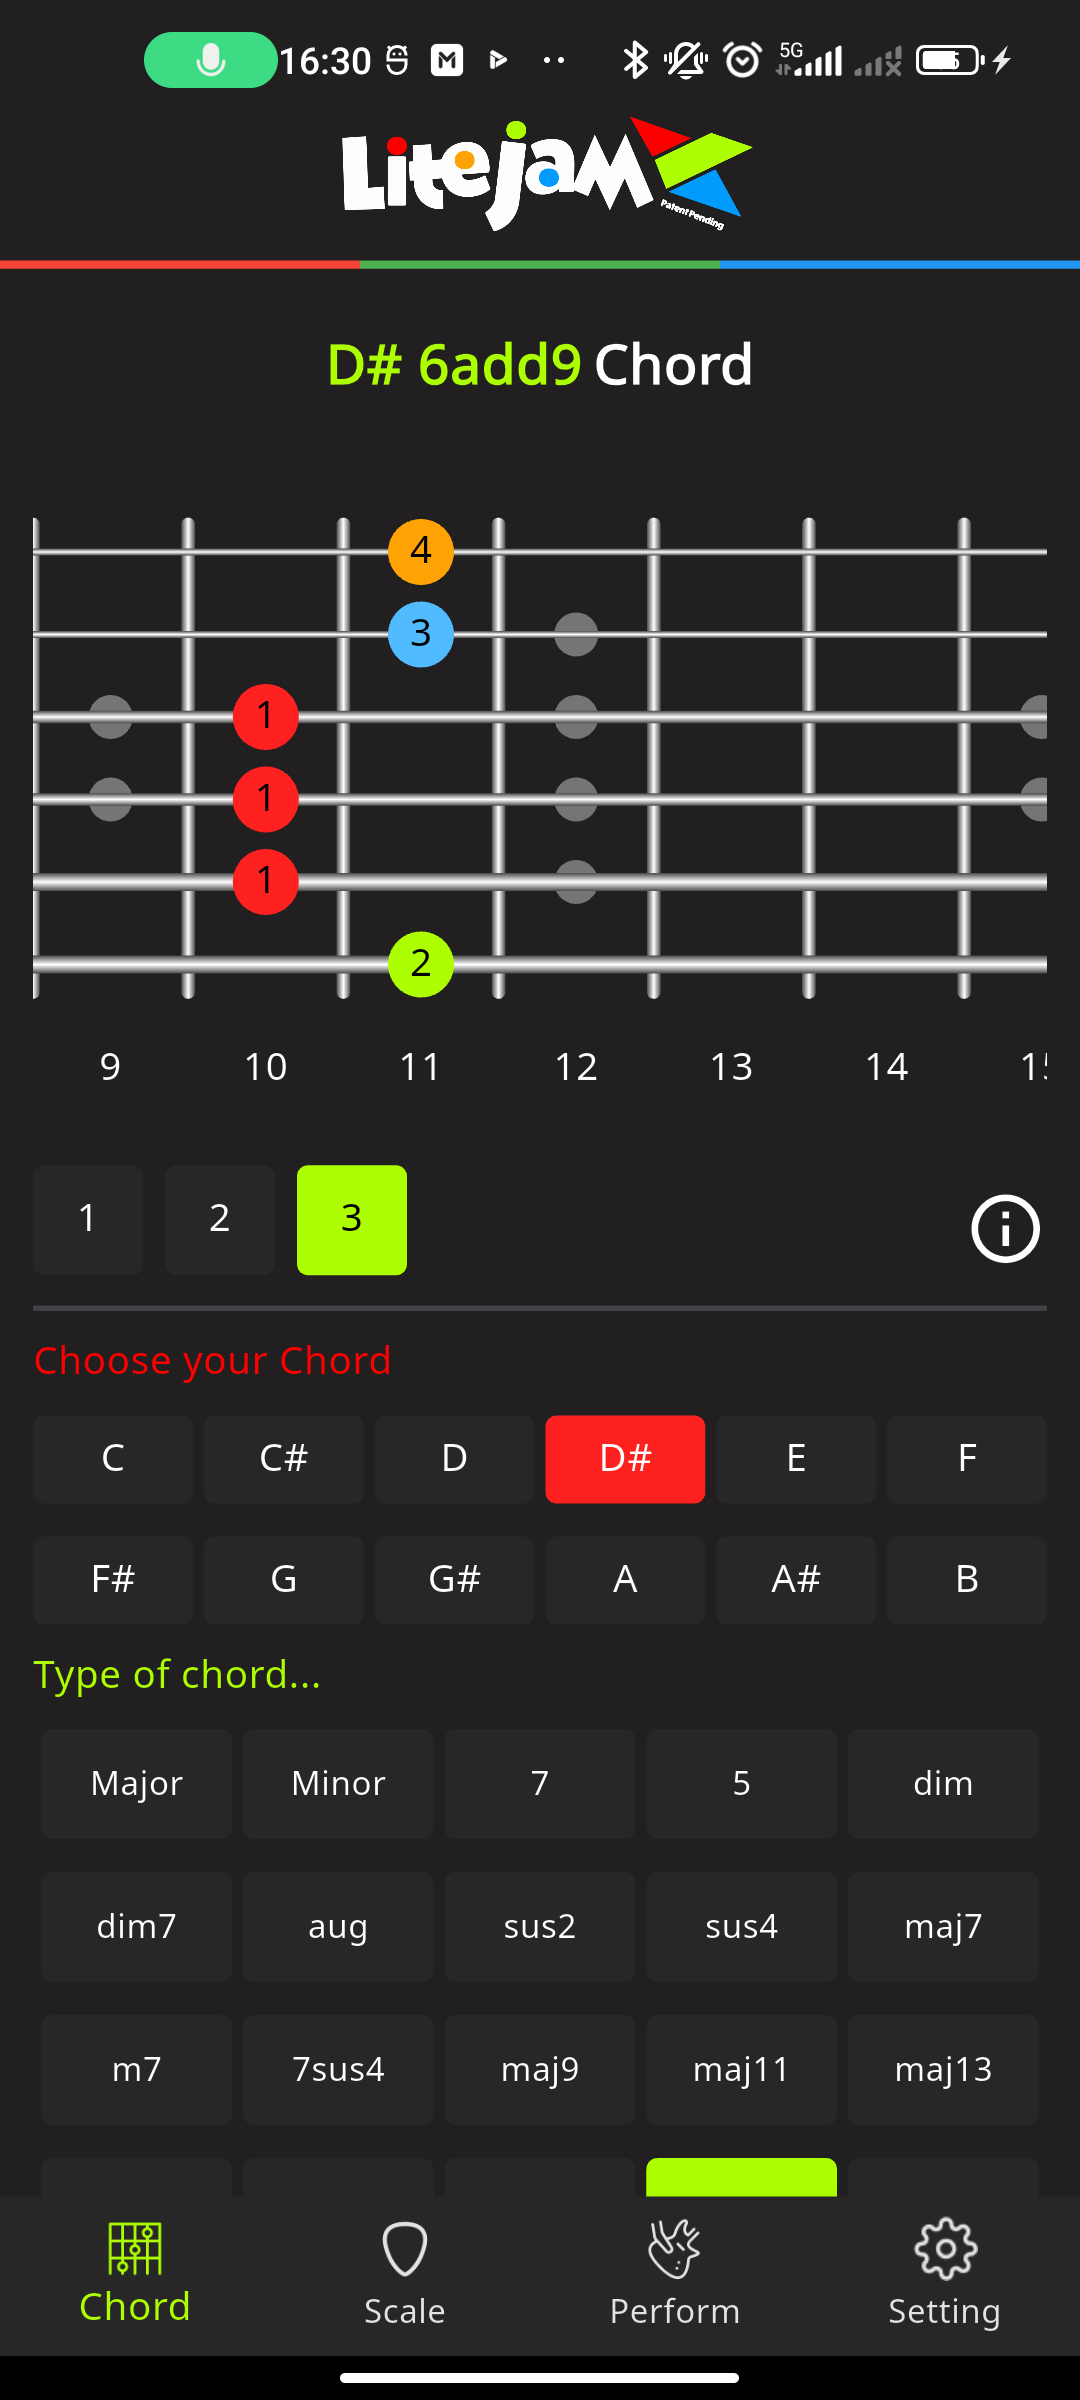 16:30 5G
Litejam
Patent Pending
D# 6add9 Chord
4
3
1
1
1
2
9 10 11 12 13 14
1 2 3
Choose your Chord
C C# D D# E F
F# G G# A A# B
Type of chord...
Major Minor 7 5 dim
dim7 aug sus2 sus4 maj7
m7 7sus4 maj9 maj11 maj13
Chord Scale Perform Setting